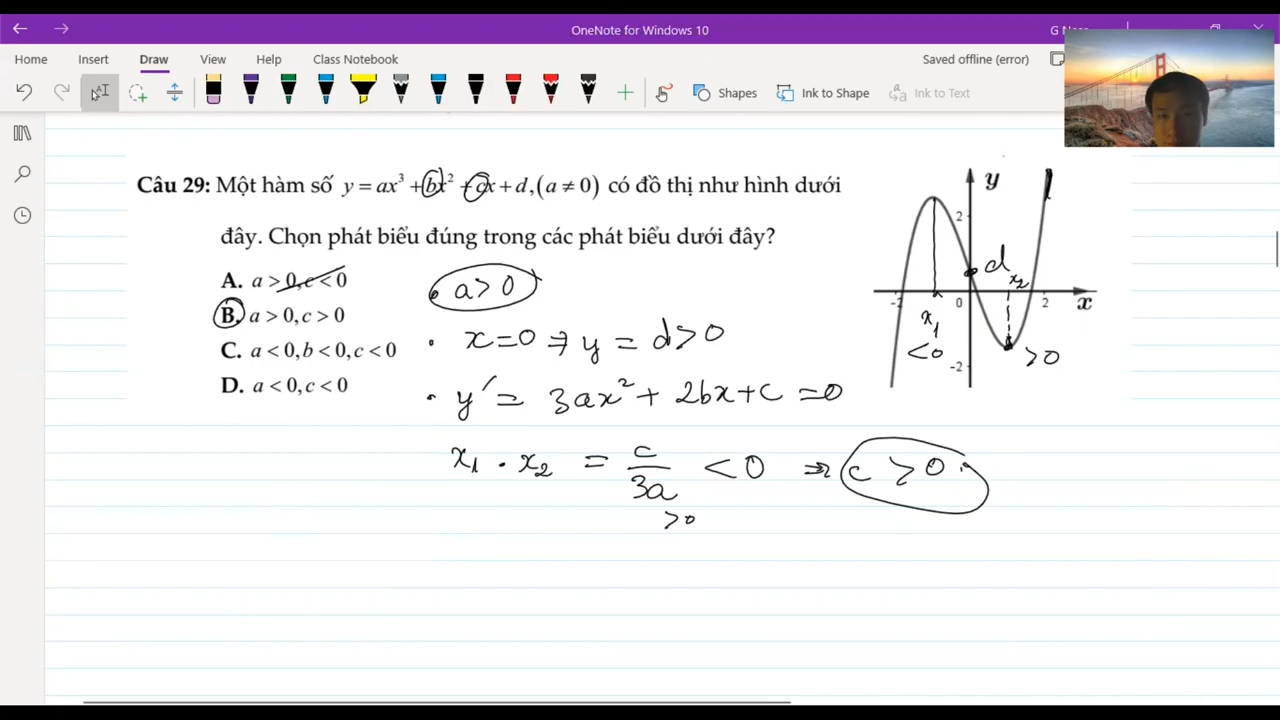 OneNote for Windows 10
Home Insert Draw View Help Class Notebook
Saved offline (error)
Shapes Ink to Shape Ink to Text
Câu 29: Một hàm số y = ax³ + bx² + cx + d, (a ≠ 0) có đồ thị như hình dưới
đây. Chọn phát biểu đúng trong các phát biểu dưới đây?
A. a > 0, c < 0
B. a > 0, c > 0
C. a < 0, b < 0, c < 0
D. a < 0, c < 0
• a > 0
• x = 0 ⇒ y = d > 0
• y' = 3ax² + 2bx + c = 0
x₁ . x₂ = c/3a < 0 ⇒ c > 0
> 0
y
2
d
x₂
-2 0 2 x
x₁
< 0 > 0
-2